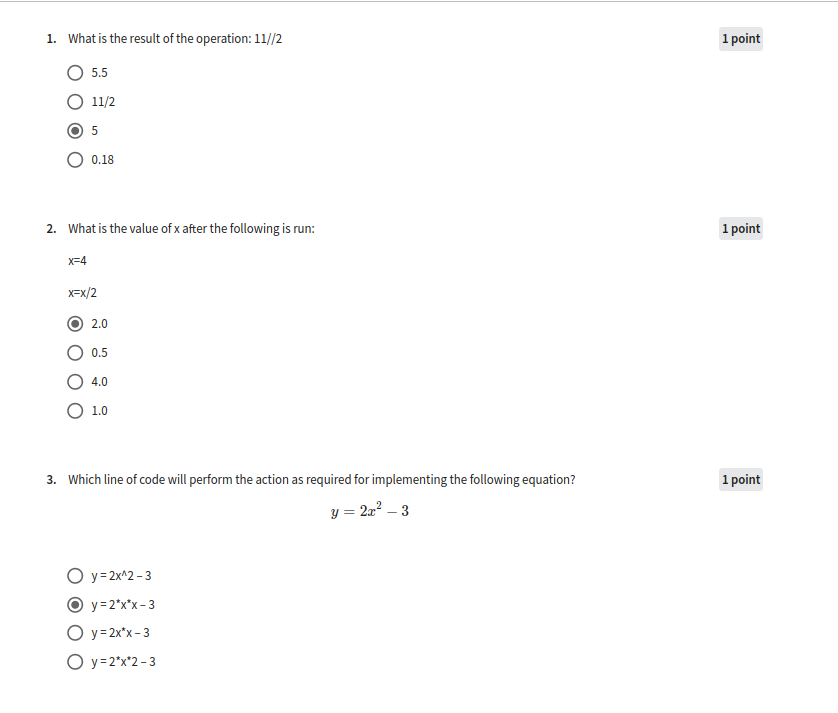 1. What is the result of the operation: 11//2
1 point
5.5
11/2
5
0.18
2. What is the value of x after the following is run:
1 point
x=4
x=x/2
2.0
0.5
4.0
1.0
3. Which line of code will perform the action as required for implementing the following equation?
1 point
y = 2x² − 3
y = 2x^2 – 3
y = 2*x*x – 3
y = 2x*x – 3
y = 2*x*2 – 3